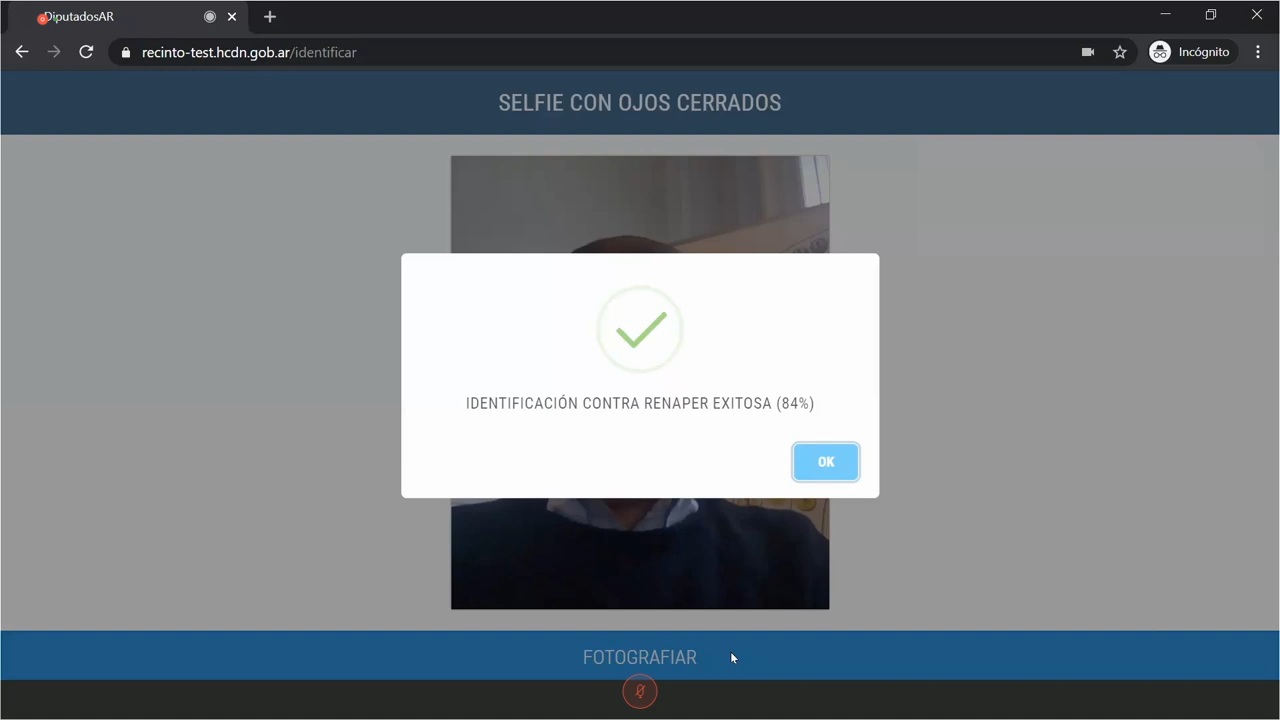 DiputadosAR
recinto-test.hcdn.gob.ar/identificar
Incógnito
SELFIE CON OJOS CERRADOS
IDENTIFICACIÓN CONTRA RENAPER EXITOSA (84%)
OK
FOTOGRAFIAR